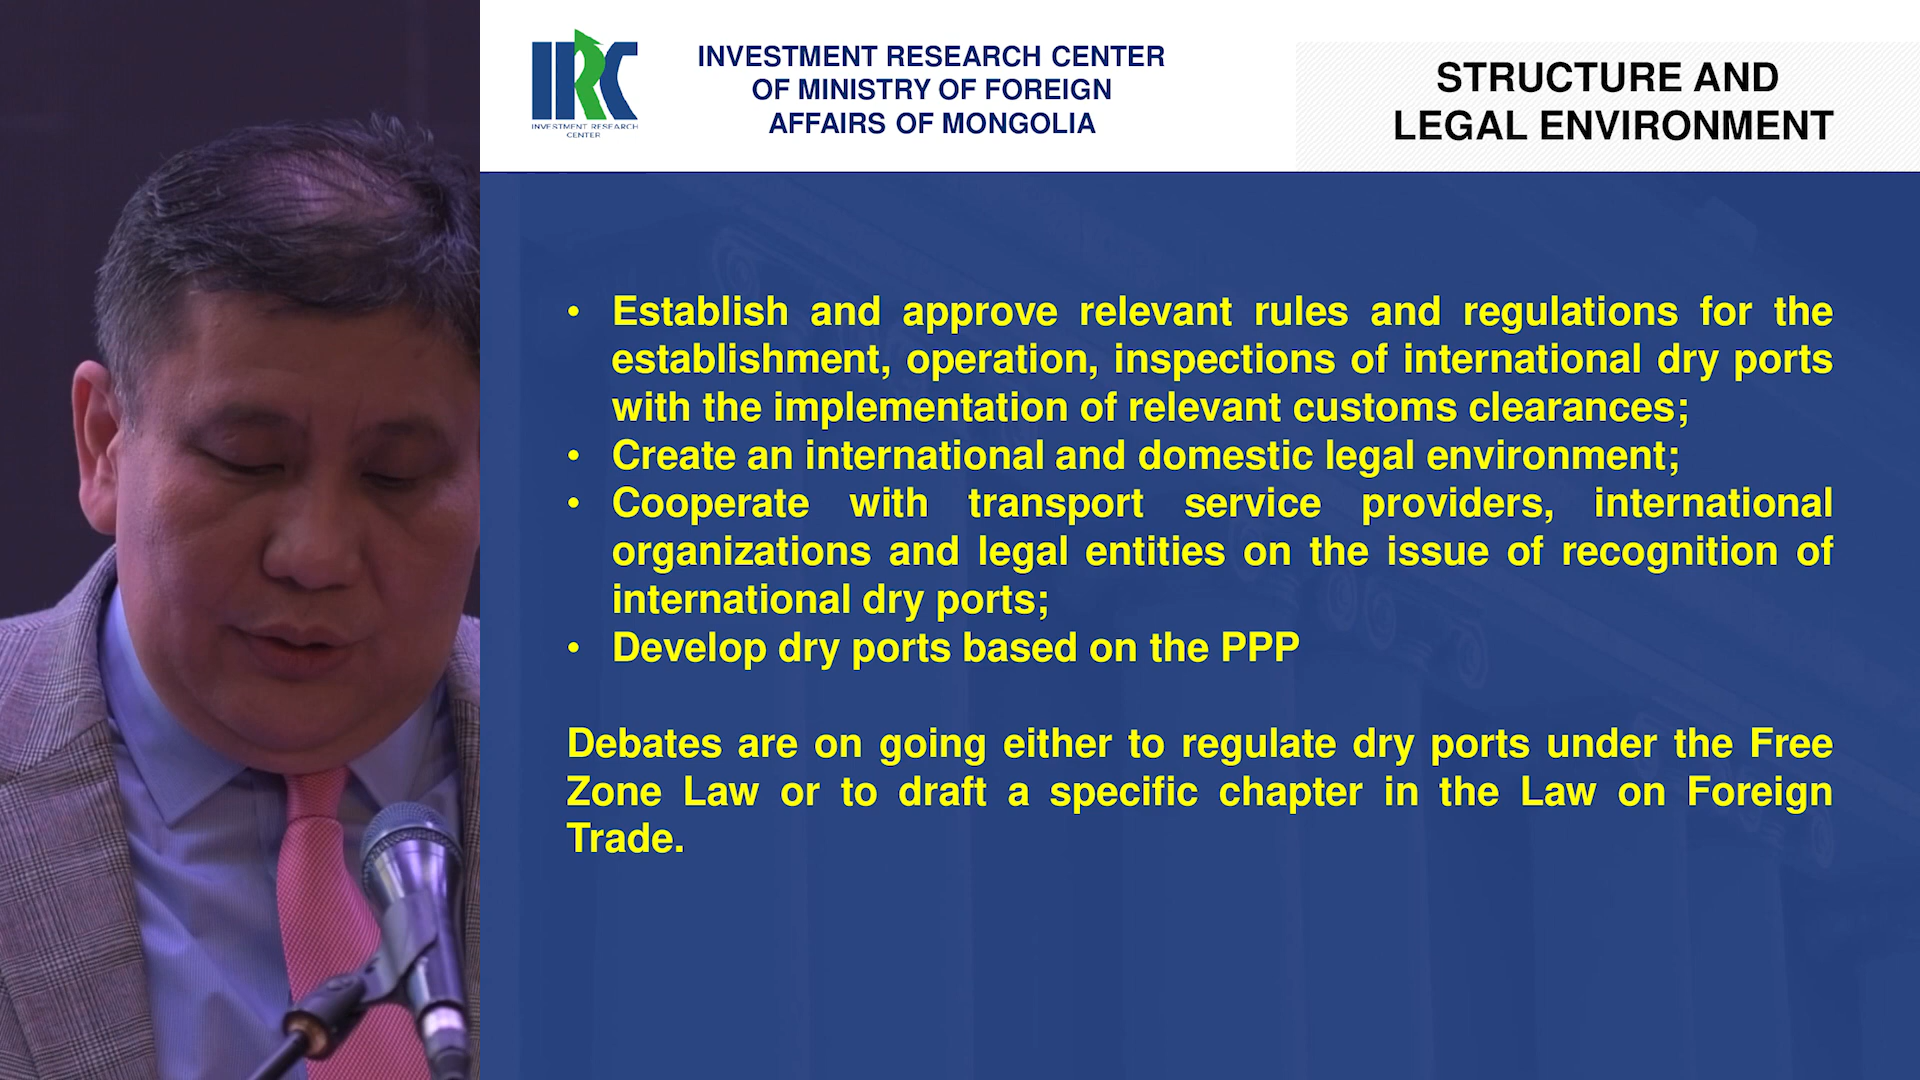 IRC
INVESTMENT RESEARCH
CENTER
INVESTMENT RESEARCH CENTER
OF MINISTRY OF FOREIGN
AFFAIRS OF MONGOLIA
STRUCTURE AND
LEGAL ENVIRONMENT
• Establish and approve relevant rules and regulations for the
establishment, operation, inspections of international dry ports
with the implementation of relevant customs clearances;
• Create an international and domestic legal environment;
• Cooperate with transport service providers, international
organizations and legal entities on the issue of recognition of
international dry ports;
• Develop dry ports based on the PPP
Debates are on going either to regulate dry ports under the Free
Zone Law or to draft a specific chapter in the Law on Foreign
Trade.